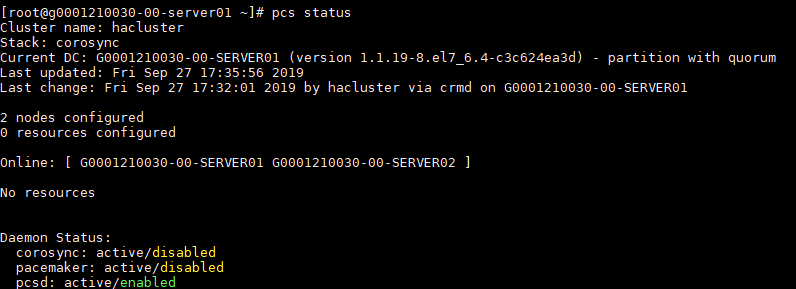 [root@g0001210030-00-server01 ~]# pcs status
Cluster name: hacluster
Stack: corosync
Current DC: G0001210030-00-SERVER01 (version 1.1.19-8.el7_6.4-c3c624ea3d) - partition with quorum
Last updated: Fri Sep 27 17:35:56 2019
Last change: Fri Sep 27 17:32:01 2019 by hacluster via crmd on G0001210030-00-SERVER01
2 nodes configured
0 resources configured
Online: [ G0001210030-00-SERVER01 G0001210030-00-SERVER02 ]
No resources
Daemon Status:
corosync: active/disabled
pacemaker: active/disabled
pcsd: active/enabled